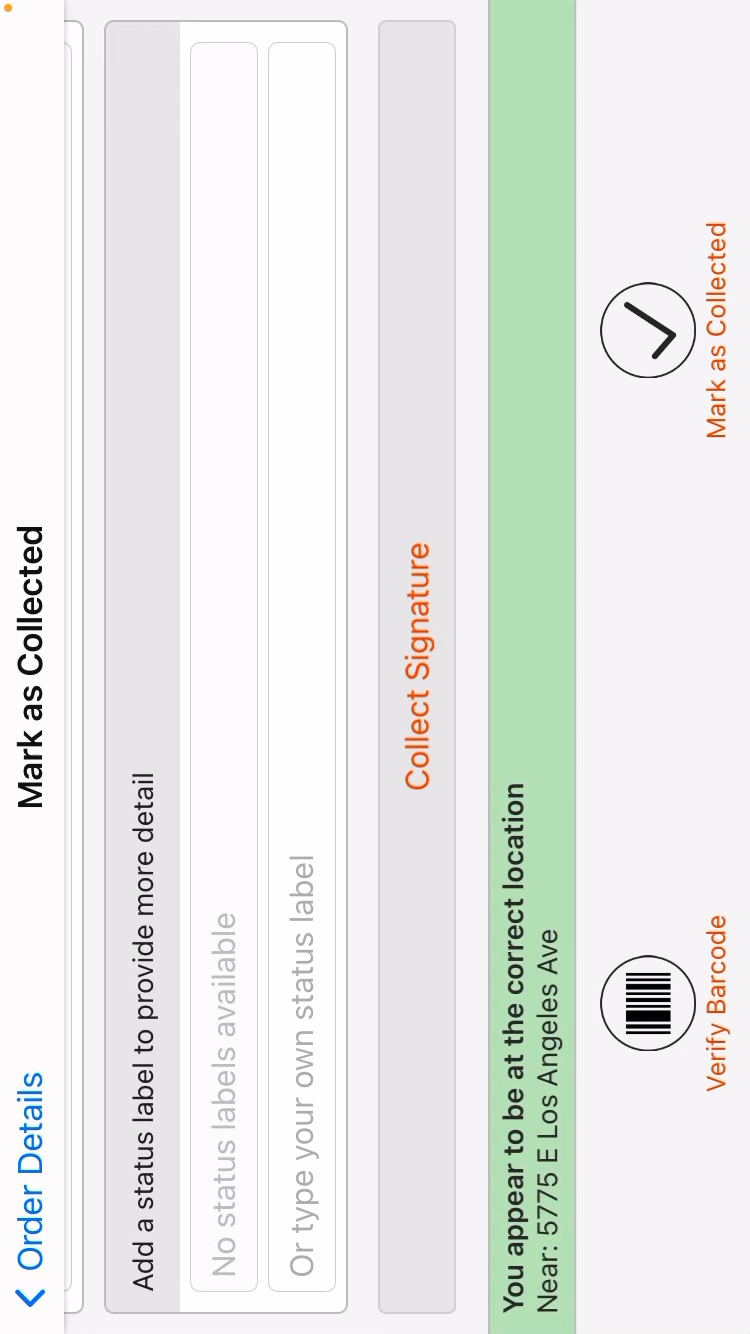 Order Details
Mark as Collected
Add a status label to provide more detail
No status labels available
Or type your own status label
Collect Signature
You appear to be at the correct location
Near: 5775 E Los Angeles Ave
Verify Barcode
Mark as Collected